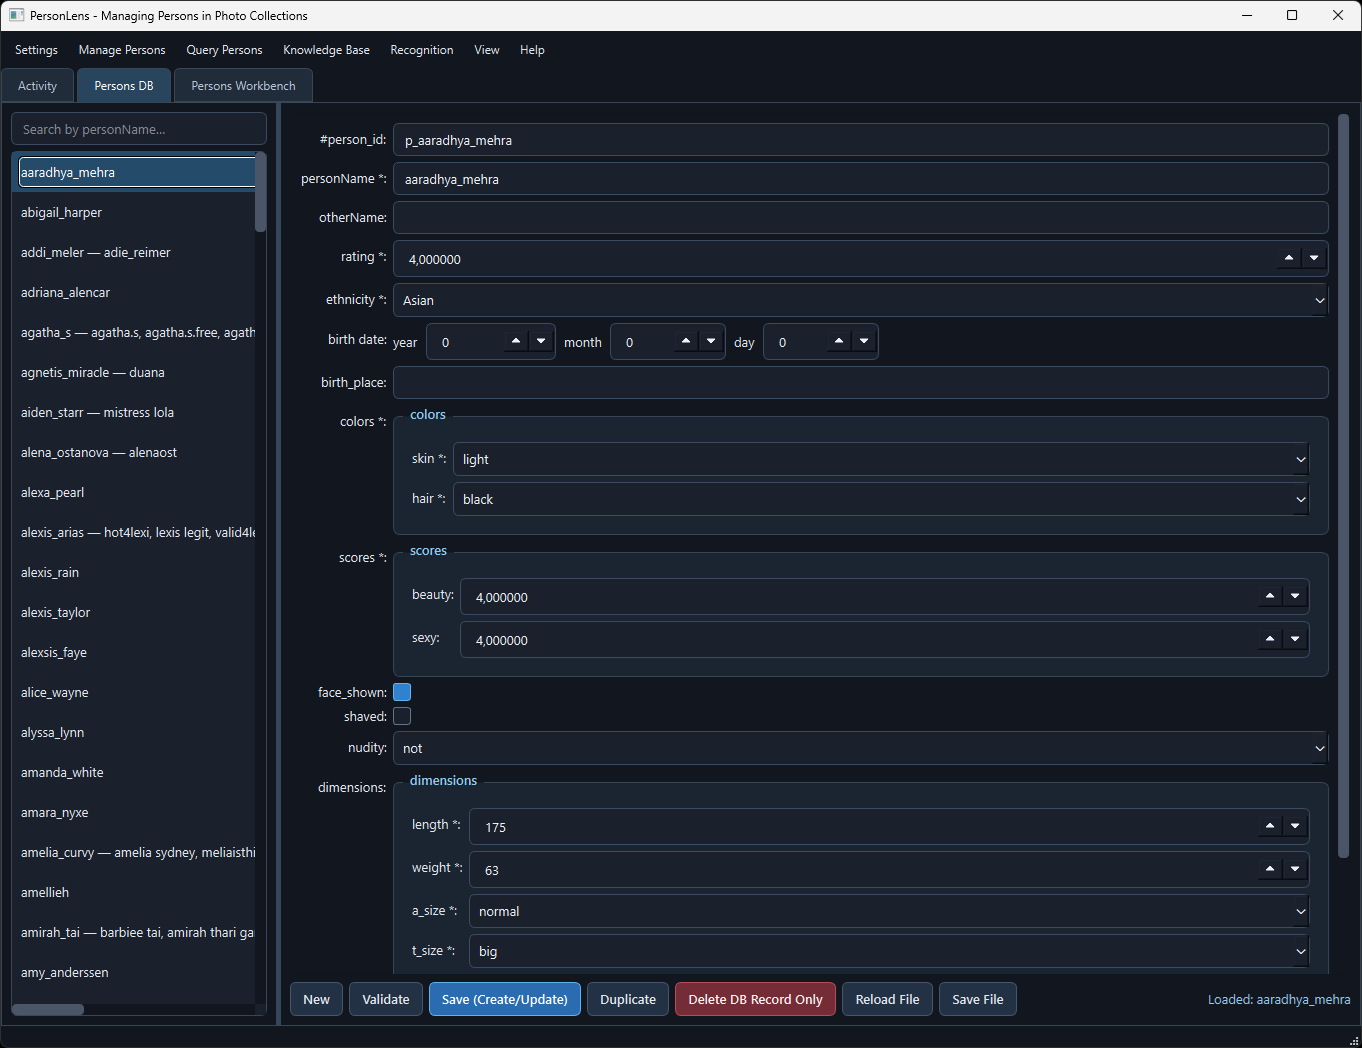 PersonLens - Managing Persons in Photo Collections
Settings Manage Persons Query Persons Knowledge Base Recognition View Help
Activity Persons DB Persons Workbench
Search by personName...
aaradhya_mehra
abigail_harper
addi_meler — adie_reimer
adriana_alencar
agatha_s — agatha.s, agatha.s.free, agath
agnetis_miracle — duana
aiden_starr — mistress lola
alena_ostanova — alenaost
alexa_pearl
alexis_arias — hot4lexi, lexis legit, valid4le
alexis_rain
alexis_taylor
alexsis_faye
alice_wayne
alyssa_lynn
amanda_white
amara_nyxe
amelia_curvy — amelia sydney, meliaisthi
amellieh
amirah_tai — barbiee tai, amirah thari ga
amy_anderssen
#person_id: p_aaradhya_mehra
personName *: aaradhya_mehra
otherName:
rating *: 4,000000
ethnicity *: Asian
birth date: year 0 month 0 day 0
birth_place:
colors *: colors
skin *: light
hair *: black
scores *: scores
beauty: 4,000000
sexy: 4,000000
face_shown:
shaved:
nudity: not
dimensions: dimensions
length *: 175
weight *: 63
a_size *: normal
t_size *: big
New Validate Save (Create/Update) Duplicate Delete DB Record Only Reload File Save File Loaded: aaradhya_mehra